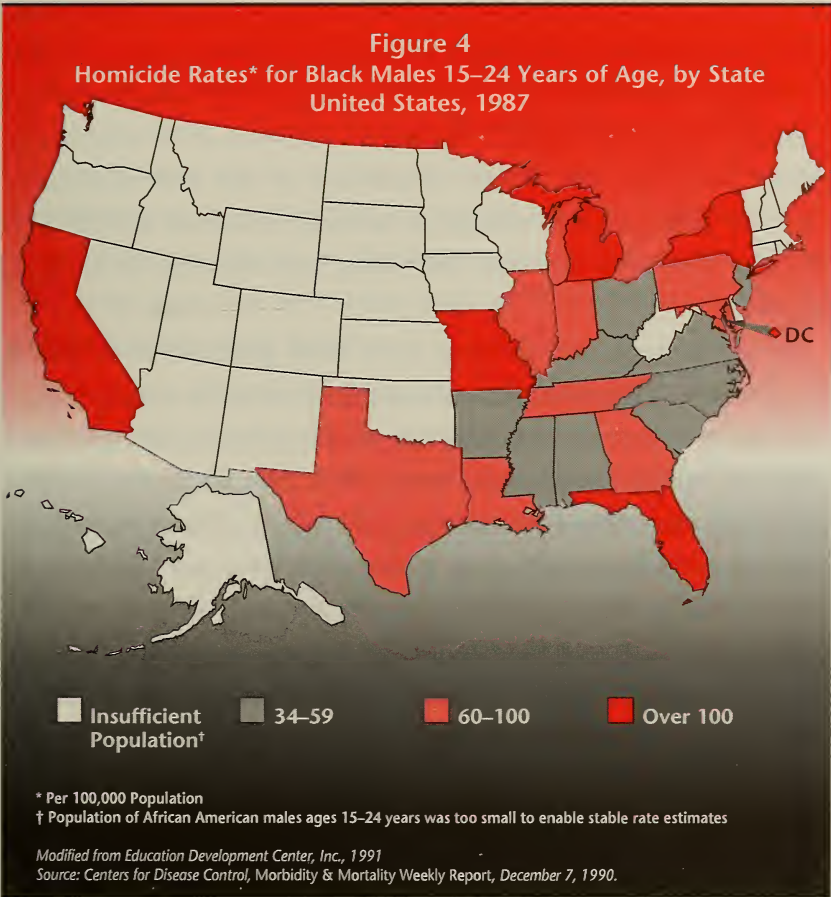 Figure 4
Homicide Rates* for Black Males 15–24 Years of Age, by State
United States, 1987
DC
Insufficient
Population†
34–59
60–100
Over 100
* Per 100,000 Population
† Population of African American males ages 15–24 years was too small to enable stable rate estimates
Modified from Education Development Center, Inc., 1991
Source: Centers for Disease Control, Morbidity & Mortality Weekly Report, December 7, 1990.